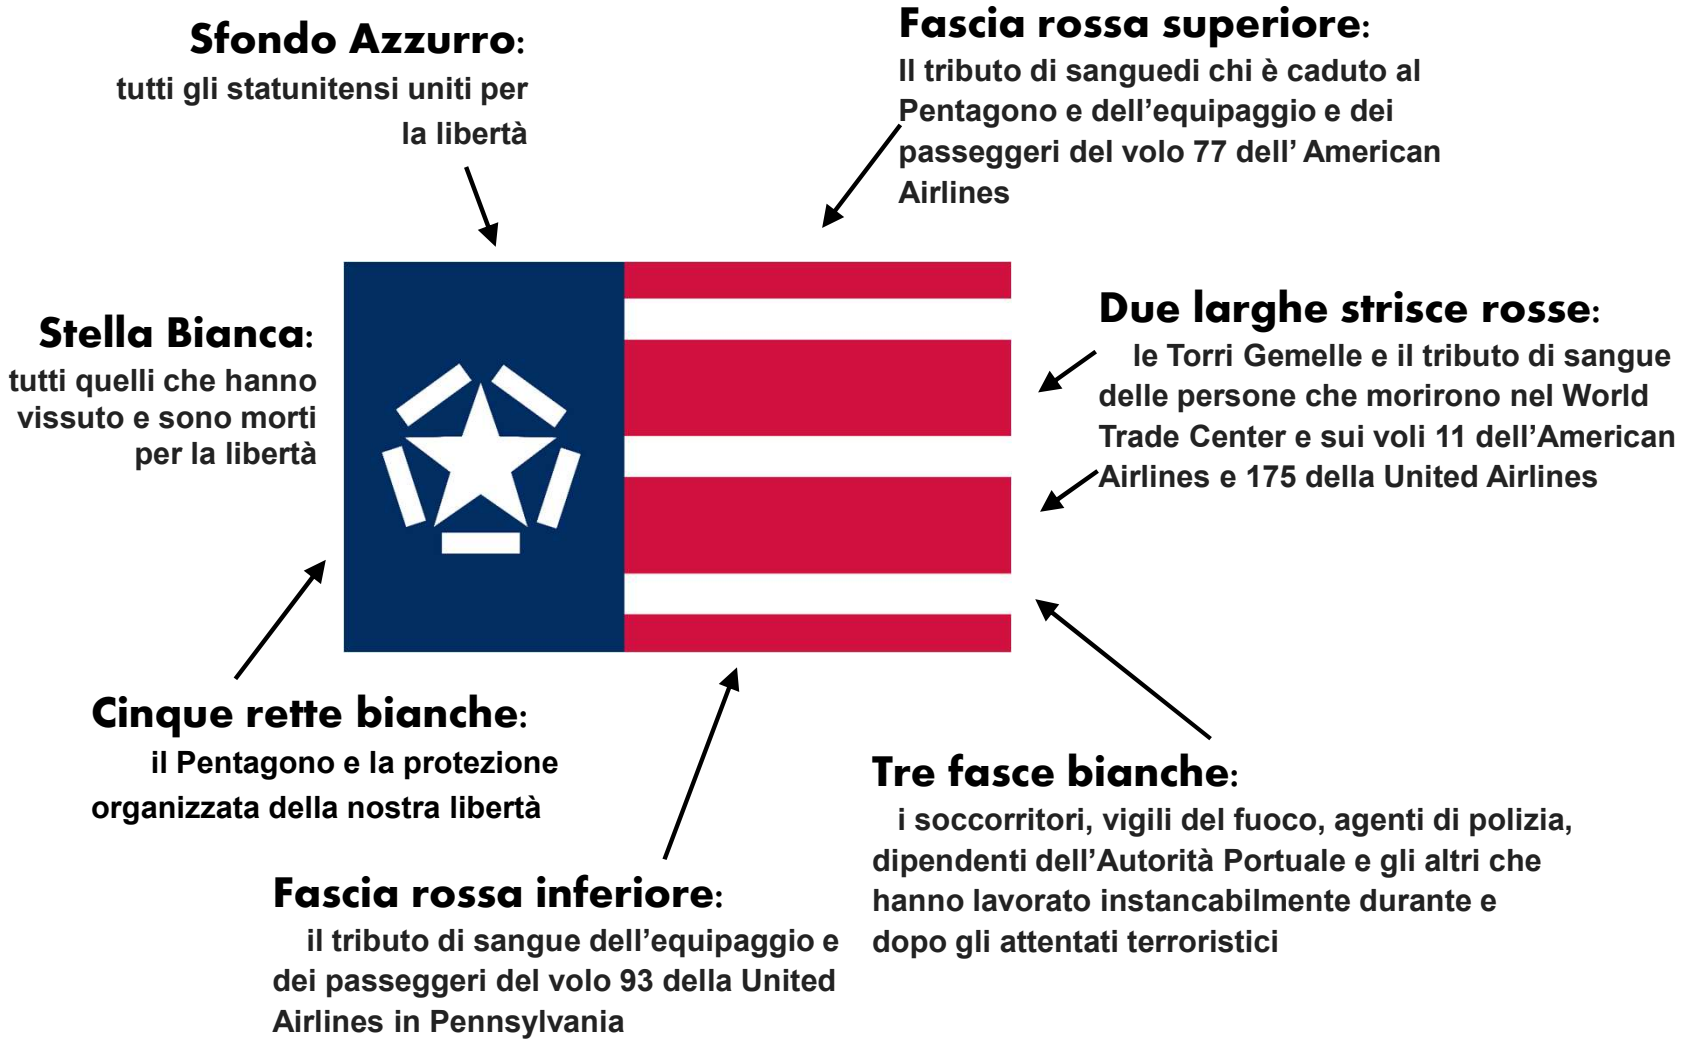 Sfondo Azzurro:
tutti gli statunitensi uniti per
la libertà
Fascia rossa superiore:
Il tributo di sanguedi chi è caduto al
Pentagono e dell’equipaggio e dei
passeggeri del volo 77 dell’ American
Airlines
Stella Bianca:
tutti quelli che hanno
vissuto e sono morti
per la libertà
Due larghe strisce rosse:
le Torri Gemelle e il tributo di sangue
delle persone che morirono nel World
Trade Center e sui voli 11 dell’American
Airlines e 175 della United Airlines
Cinque rette bianche:
il Pentagono e la protezione
organizzata della nostra libertà
Tre fasce bianche:
i soccorritori, vigili del fuoco, agenti di polizia,
dipendenti dell’Autorità Portuale e gli altri che
hanno lavorato instancabilmente durante e
dopo gli attentati terroristici
Fascia rossa inferiore:
il tributo di sangue dell’equipaggio e
dei passeggeri del volo 93 della United
Airlines in Pennsylvania